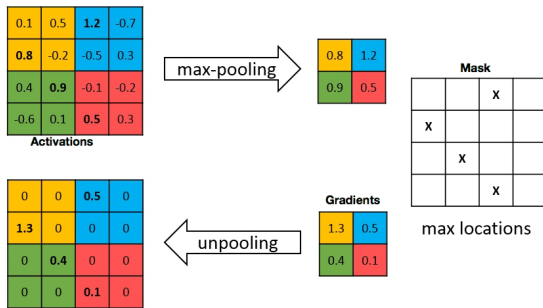 0.1 0.5 1.2 -0.7
0.8 -0.2 -0.5 0.3
0.4 0.9 -0.1 -0.2
-0.6 0.1 0.5 0.3
Activations
max-pooling
0.8 1.2
0.9 0.5
Mask
X
X
X
X
max locations
0 0 0.5 0
1.3 0 0 0
0 0.4 0 0
0 0 0.1 0
unpooling
Gradients
1.3 0.5
0.4 0.1